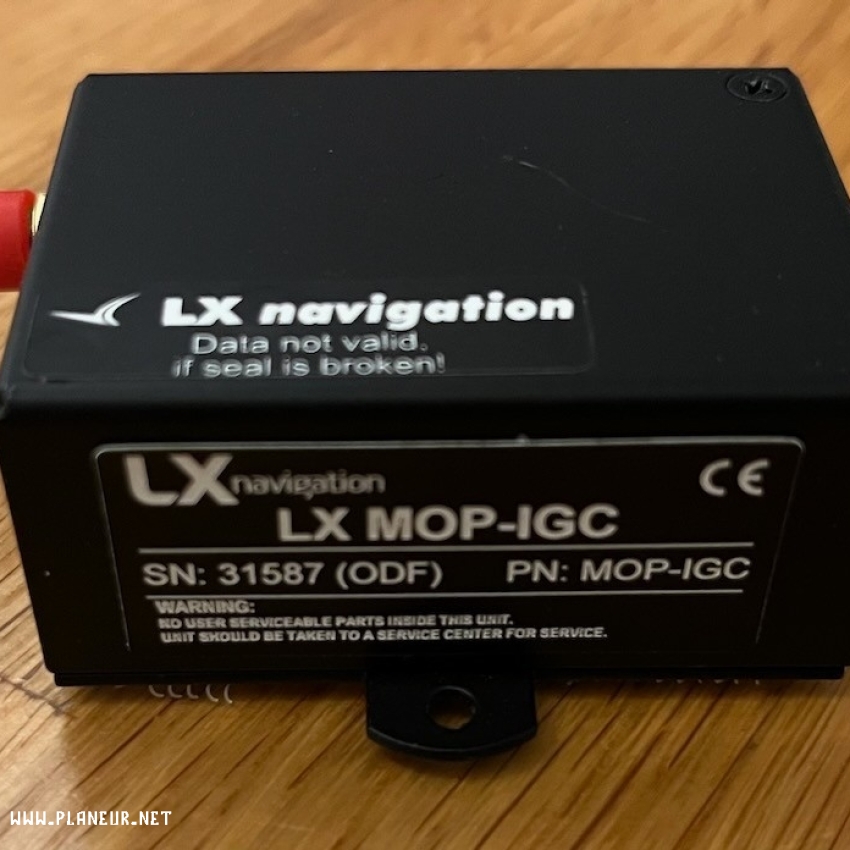 LX navigation
Data not valid.
if seal is broken!
LX navigation
CE
LX MOP-IGC
SN: 31587 (ODF) PN: MOP-IGC
WARNING:
NO USER SERVICEABLE PARTS INSIDE THIS UNIT.
UNIT SHOULD BE TAKEN TO A SERVICE CENTER FOR SERVICE.
WWW.PLANEUR.NET